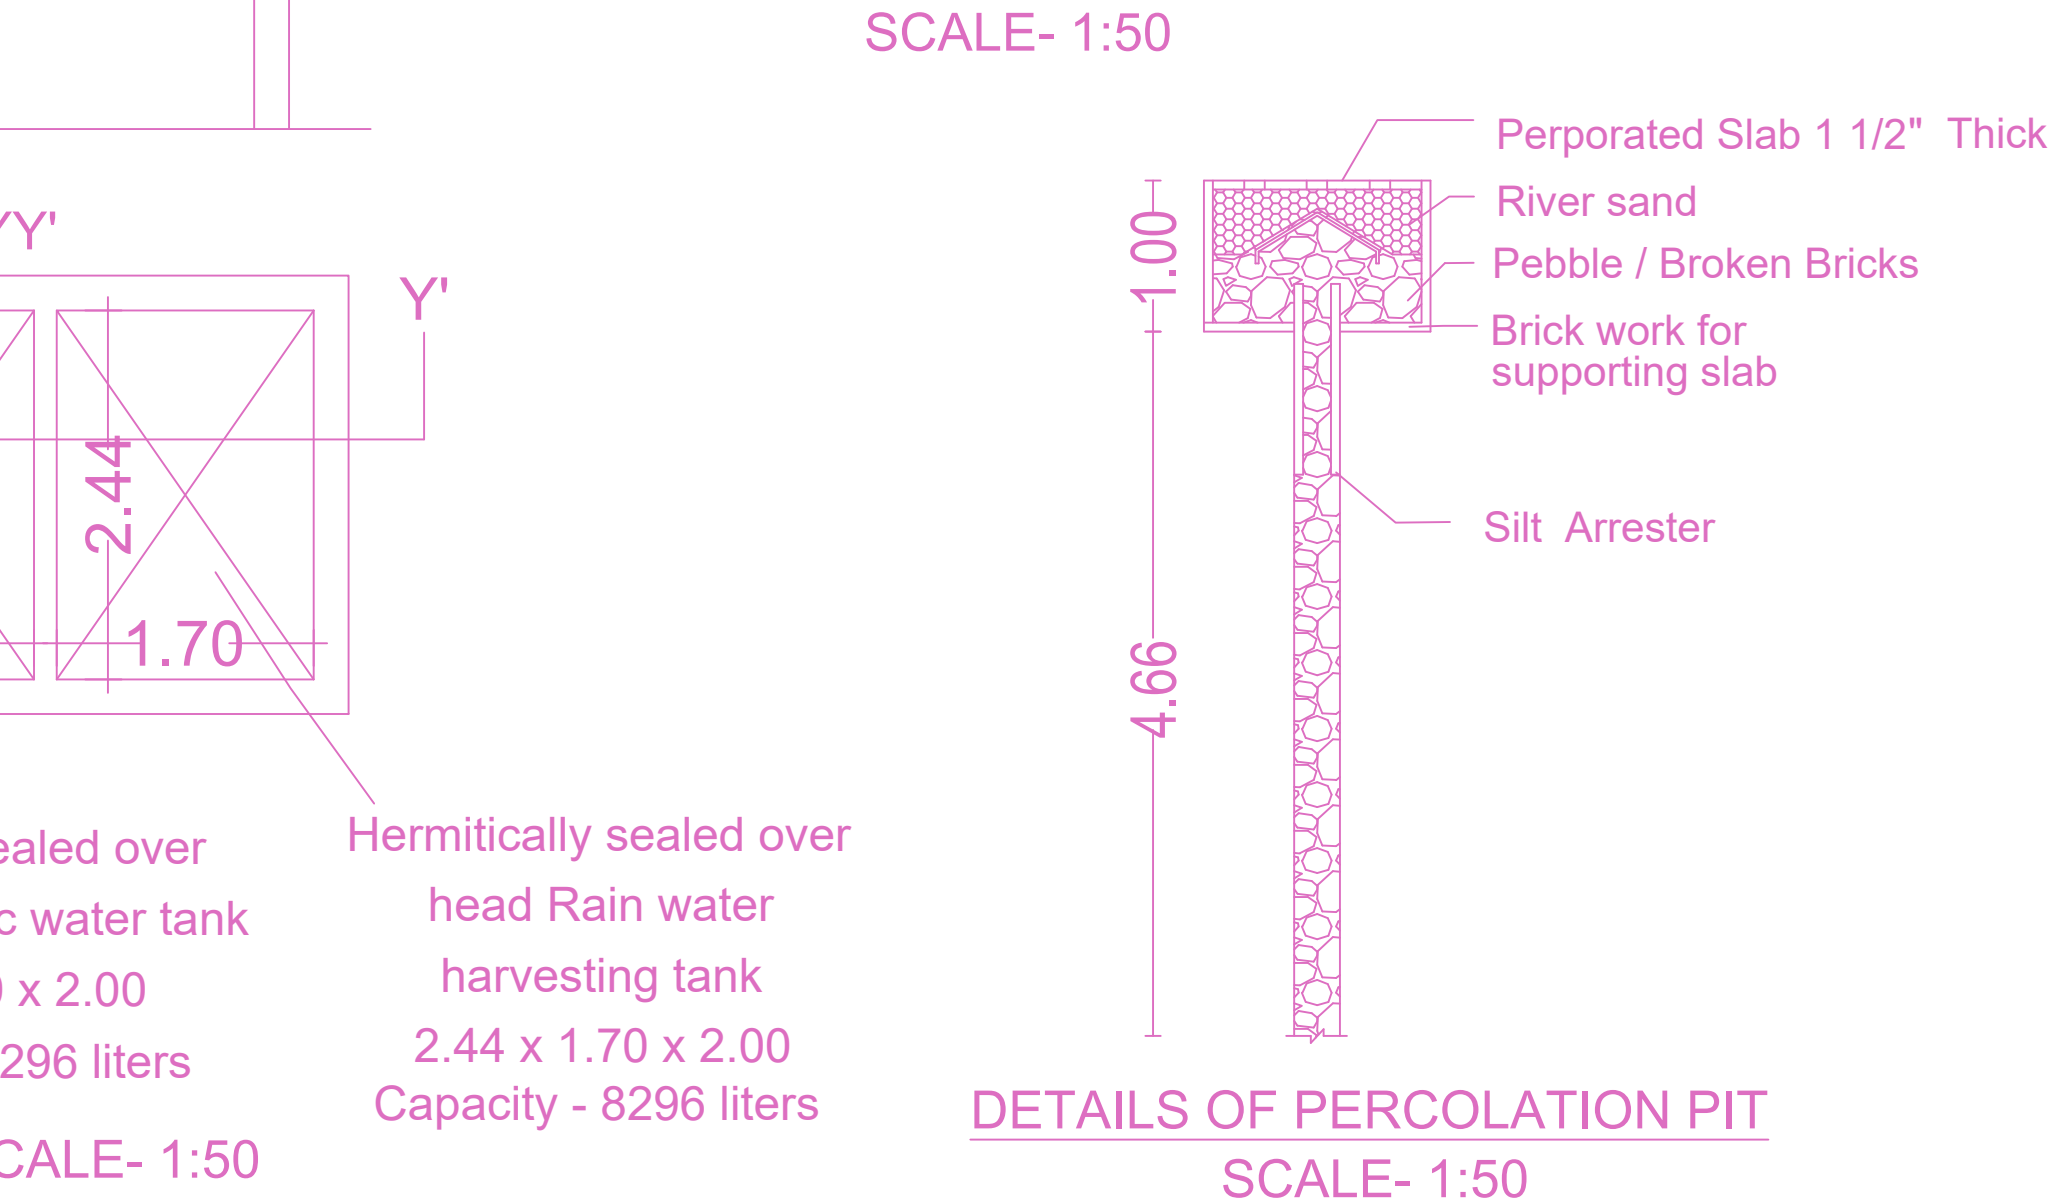 SCALE- 1:50
Perporated Slab 1 1/2" Thick
River sand
Pebble / Broken Bricks
Brick work for
supporting slab
Silt Arrester
1.00
4.66
YY'
Y'
2.44
1.70
ealed over
c water tank
0 x 2.00
296 liters
CALE- 1:50
Hermitically sealed over
head Rain water
harvesting tank
2.44 x 1.70 x 2.00
Capacity - 8296 liters
DETAILS OF PERCOLATION PIT
SCALE- 1:50